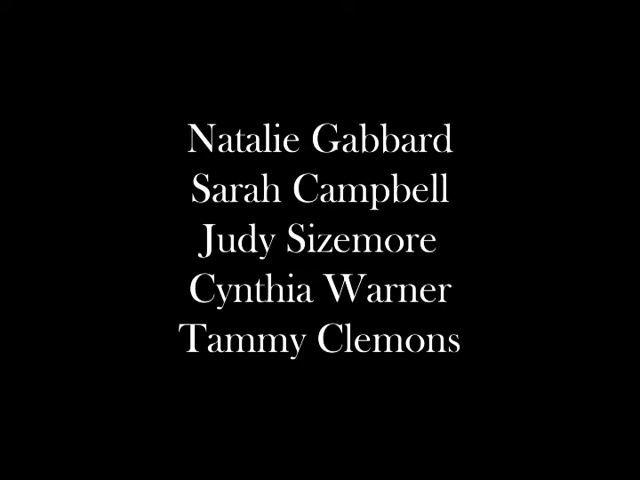 Natalie Gabbard
Sarah Campbell
Judy Sizemore
Cynthia Warner
Tammy Clemons